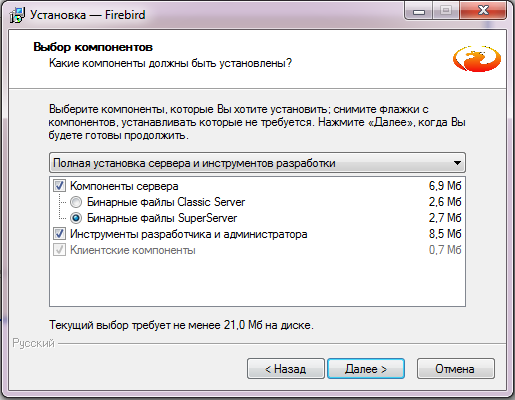 Установка — Firebird
Выбор компонентов
Какие компоненты должны быть установлены?
Выберите компоненты, которые Вы хотите установить; снимите флажки с
компонентов, устанавливать которые не требуется. Нажмите «Далее», когда Вы
будете готовы продолжить.
Полная установка сервера и инструментов разработки
Компоненты сервера 6,9 Мб
Бинарные файлы Classic Server 2,6 Мб
Бинарные файлы SuperServer 2,7 Мб
Инструменты разработчика и администратора 8,5 Мб
Клиентские компоненты 0,7 Мб
Текущий выбор требует не менее 21,0 Мб на диске.
Русский
< Назад Далее > Отмена